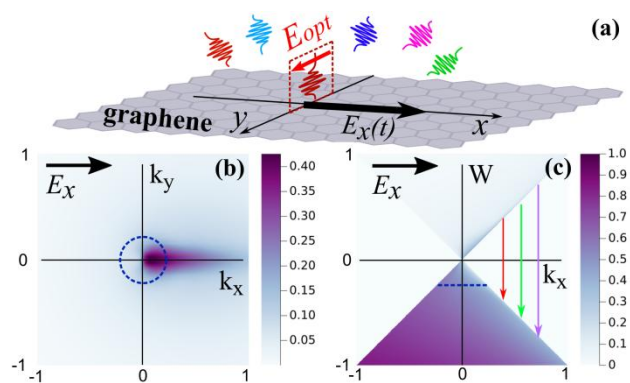 (a)
E_opt
graphene
y
E_x(t)
x
E_x
k_y
(b)
0.40
0.35
0.30
0.25
0.20
0.15
0.10
0.05
1
0
-1
k_x
-1
0
1
E_x
W
(c)
1.0
0.9
0.8
0.7
0.6
0.5
0.4
0.3
0.2
0.1
0
1
0
-1
k_x
-1
0
1